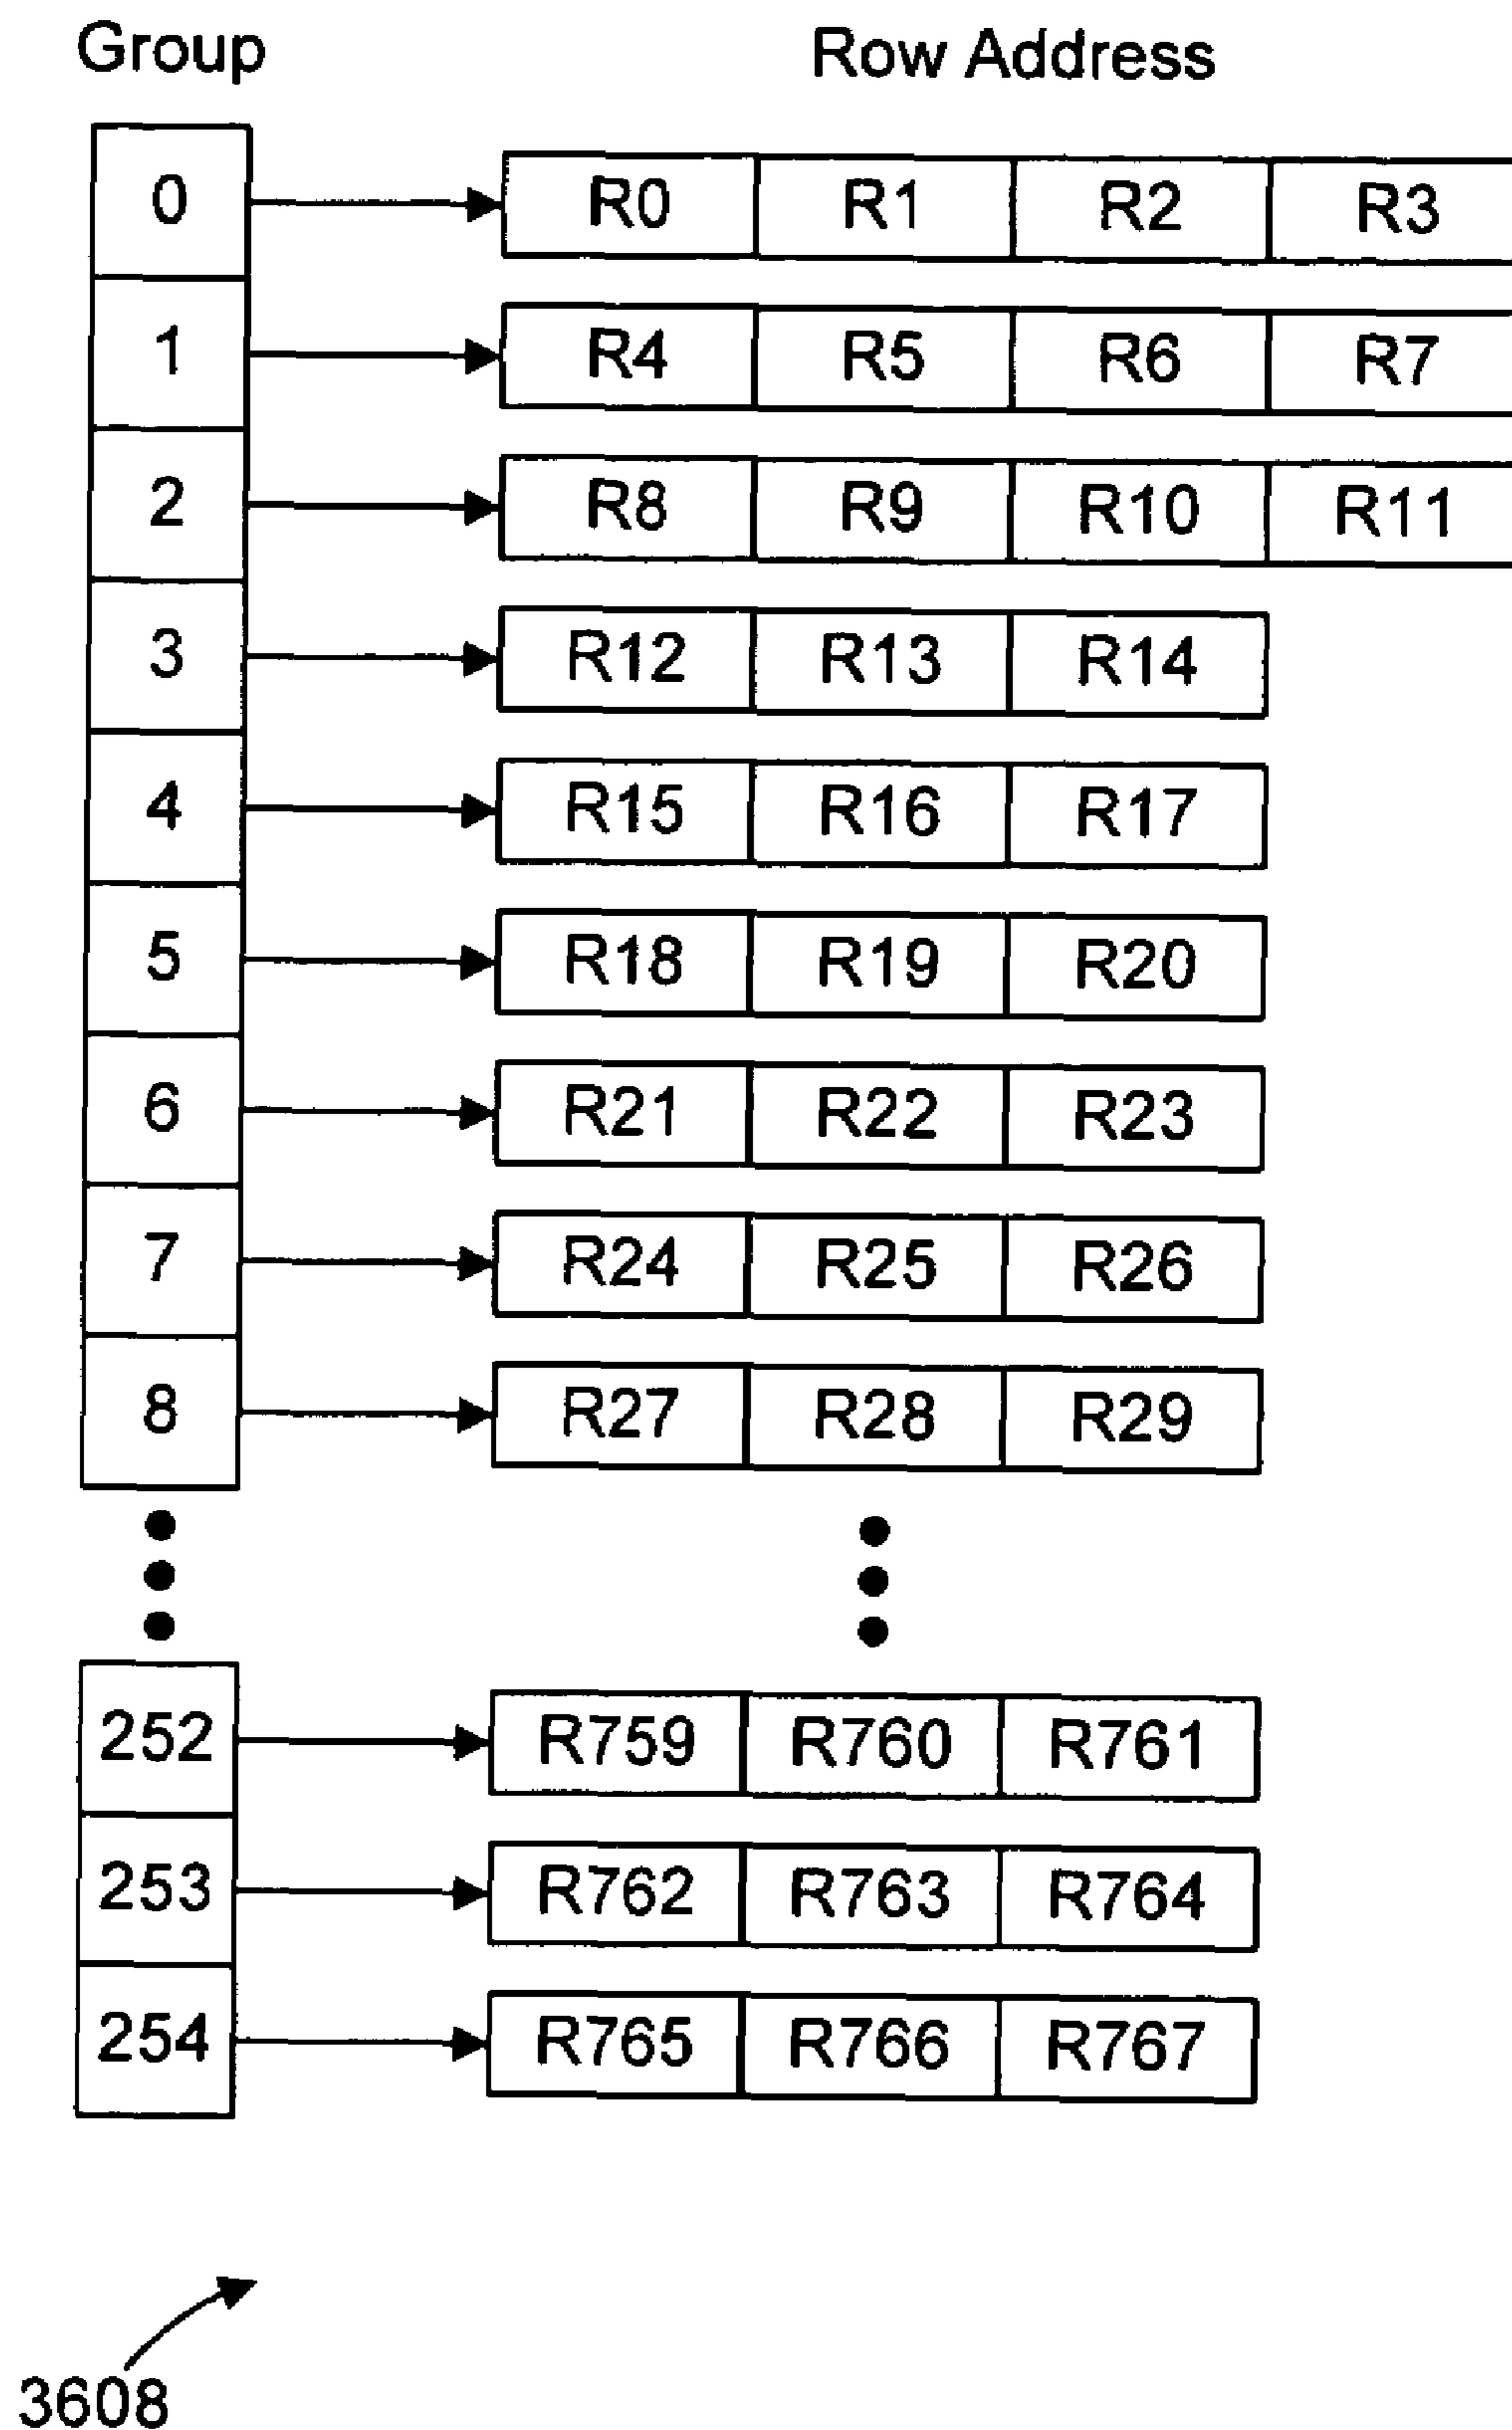 Group Row Address
0 R0 R1 R2 R3
1 R4 R5 R6 R7
2 R8 R9 R10 R11
3 R12 R13 R14
4 R15 R16 R17
5 R18 R19 R20
6 R21 R22 R23
7 R24 R25 R26
8 R27 R28 R29
252 R759 R760 R761
253 R762 R763 R764
254 R765 R766 R767
3608